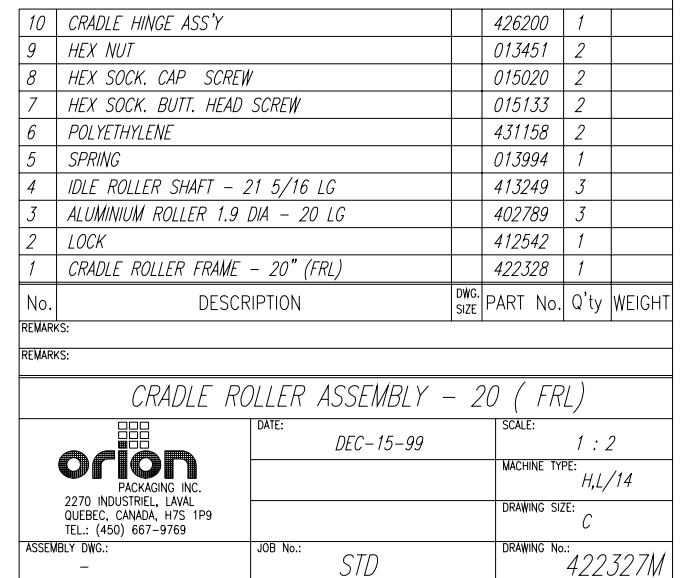 10 CRADLE HINGE ASS'Y 426200 1
9 HEX NUT 013451 2
8 HEX SOCK. CAP SCREW 015020 2
7 HEX SOCK. BUTT. HEAD SCREW 015133 2
6 POLYETHYLENE 431158 2
5 SPRING 013994 1
4 IDLE ROLLER SHAFT - 21 5/16 LG 413249 3
3 ALUMINIUM ROLLER 1.9 DIA - 20 LG 402789 3
2 LOCK 412542 1
1 CRADLE ROLLER FRAME - 20" (FRL) 422328 1
No. DESCRIPTION DWG. SIZE PART No. Q'ty WEIGHT
REMARKS:
REMARKS:
CRADLE ROLLER ASSEMBLY - 20 ( FRL)
orion
PACKAGING INC.
2270 INDUSTRIEL, LAVAL
QUEBEC, CANADA, H7S 1P9
TEL.: (450) 667-9769
DATE:
DEC-15-99
SCALE:
1 : 2
MACHINE TYPE:
H,L/14
DRAWING SIZE:
C
ASSEMBLY DWG.:
-
JOB No.:
STD
DRAWING No.:
422327M